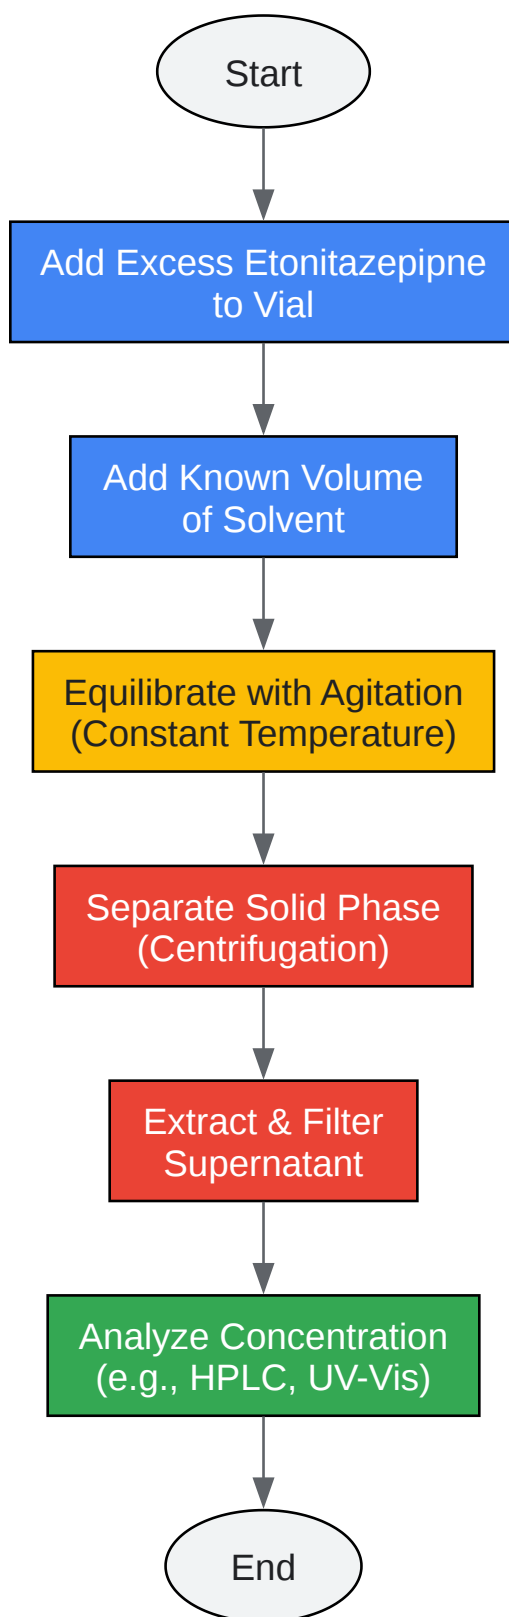 Start
Add Excess Etonitazepipne
to Vial
Add Known Volume
of Solvent
Equilibrate with Agitation
(Constant Temperature)
Separate Solid Phase
(Centrifugation)
Extract & Filter
Supernatant
Analyze Concentration
(e.g., HPLC, UV-Vis)
End